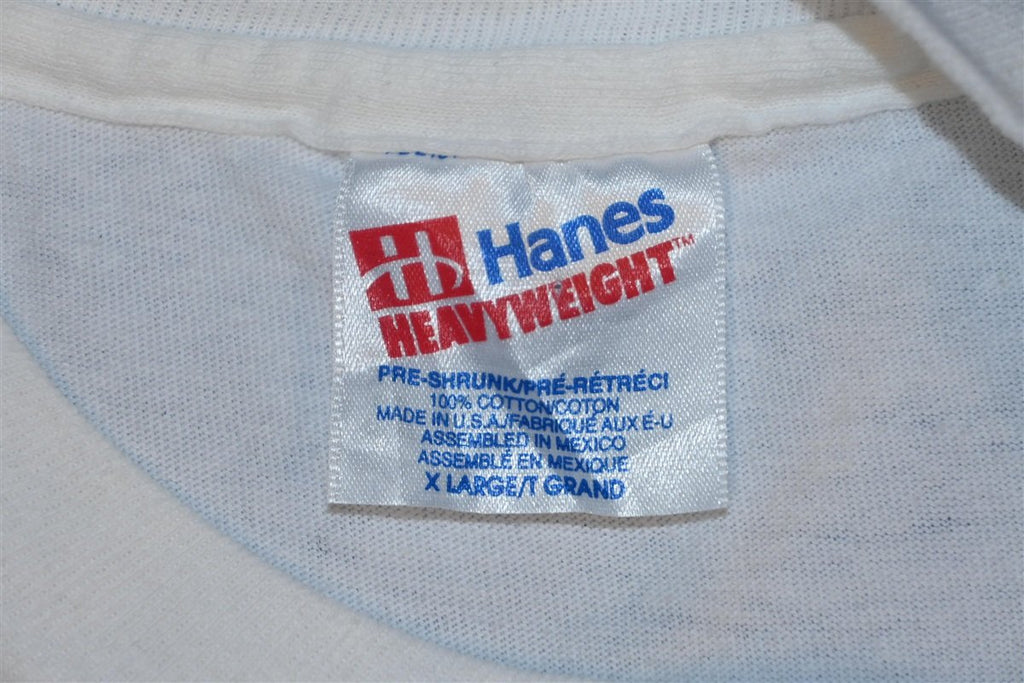 Hanes
HEAVYWEIGHT™
PRE-SHRUNK/PRÉ-RÉTRÉCI
100% COTTON/COTON
MADE IN U.S.A./FABRIQUE AUX É-U
ASSEMBLED IN MEXICO
ASSEMBLÉ EN MEXIQUE
X LARGE/T GRAND